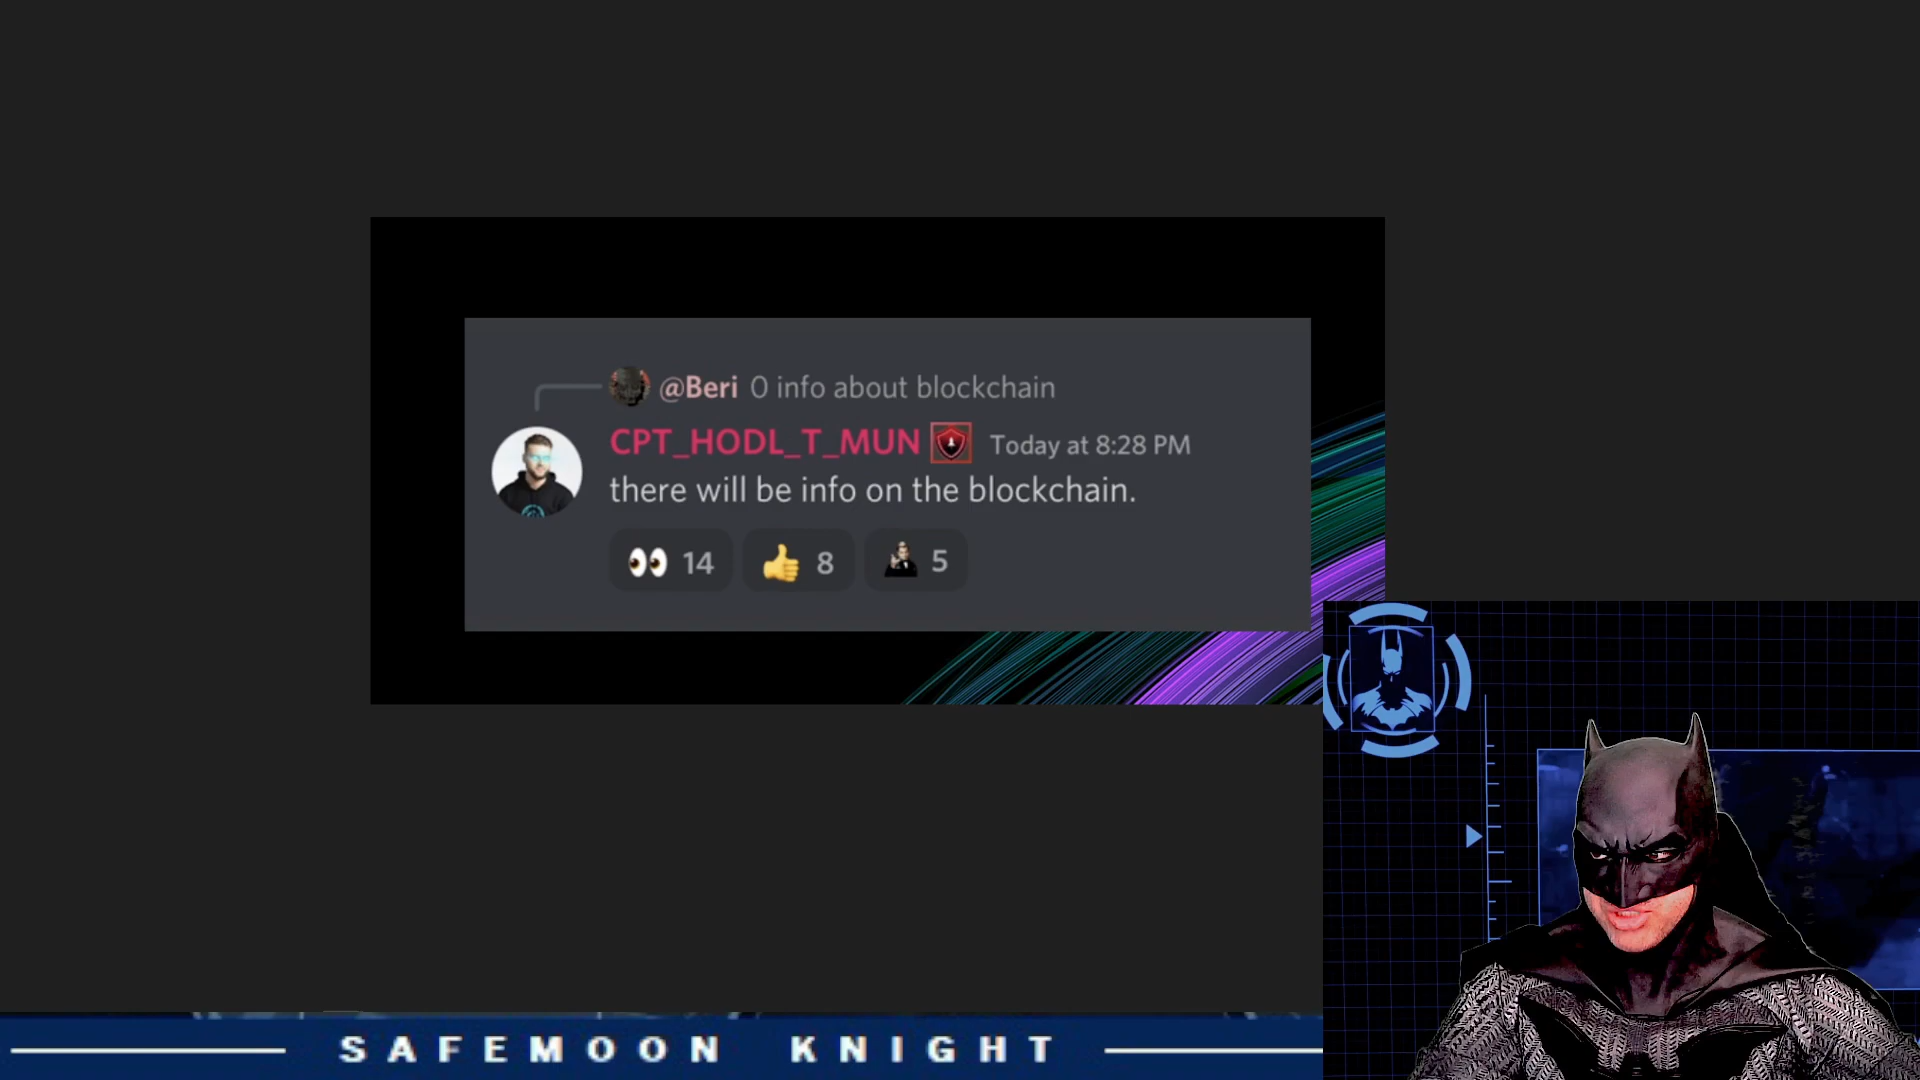 @Beri 0 info about blockchain
CPT_HODL_T_MUN Today at 8:28 PM
there will be info on the blockchain.
14 8 5
SAFEMOON KNIGHT